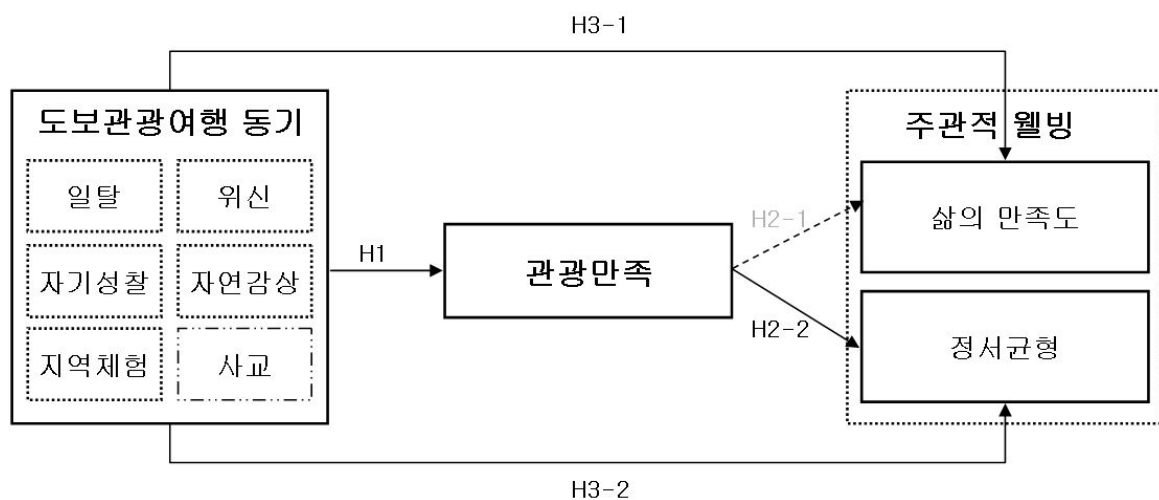 H3-1
도보관광여행 동기
일탈
위신
자기성찰
자연감상
지역체험
사교
H1
관광만족
H2-1
H2-2
주관적 웰빙
삶의 만족도
정서균형
H3-2